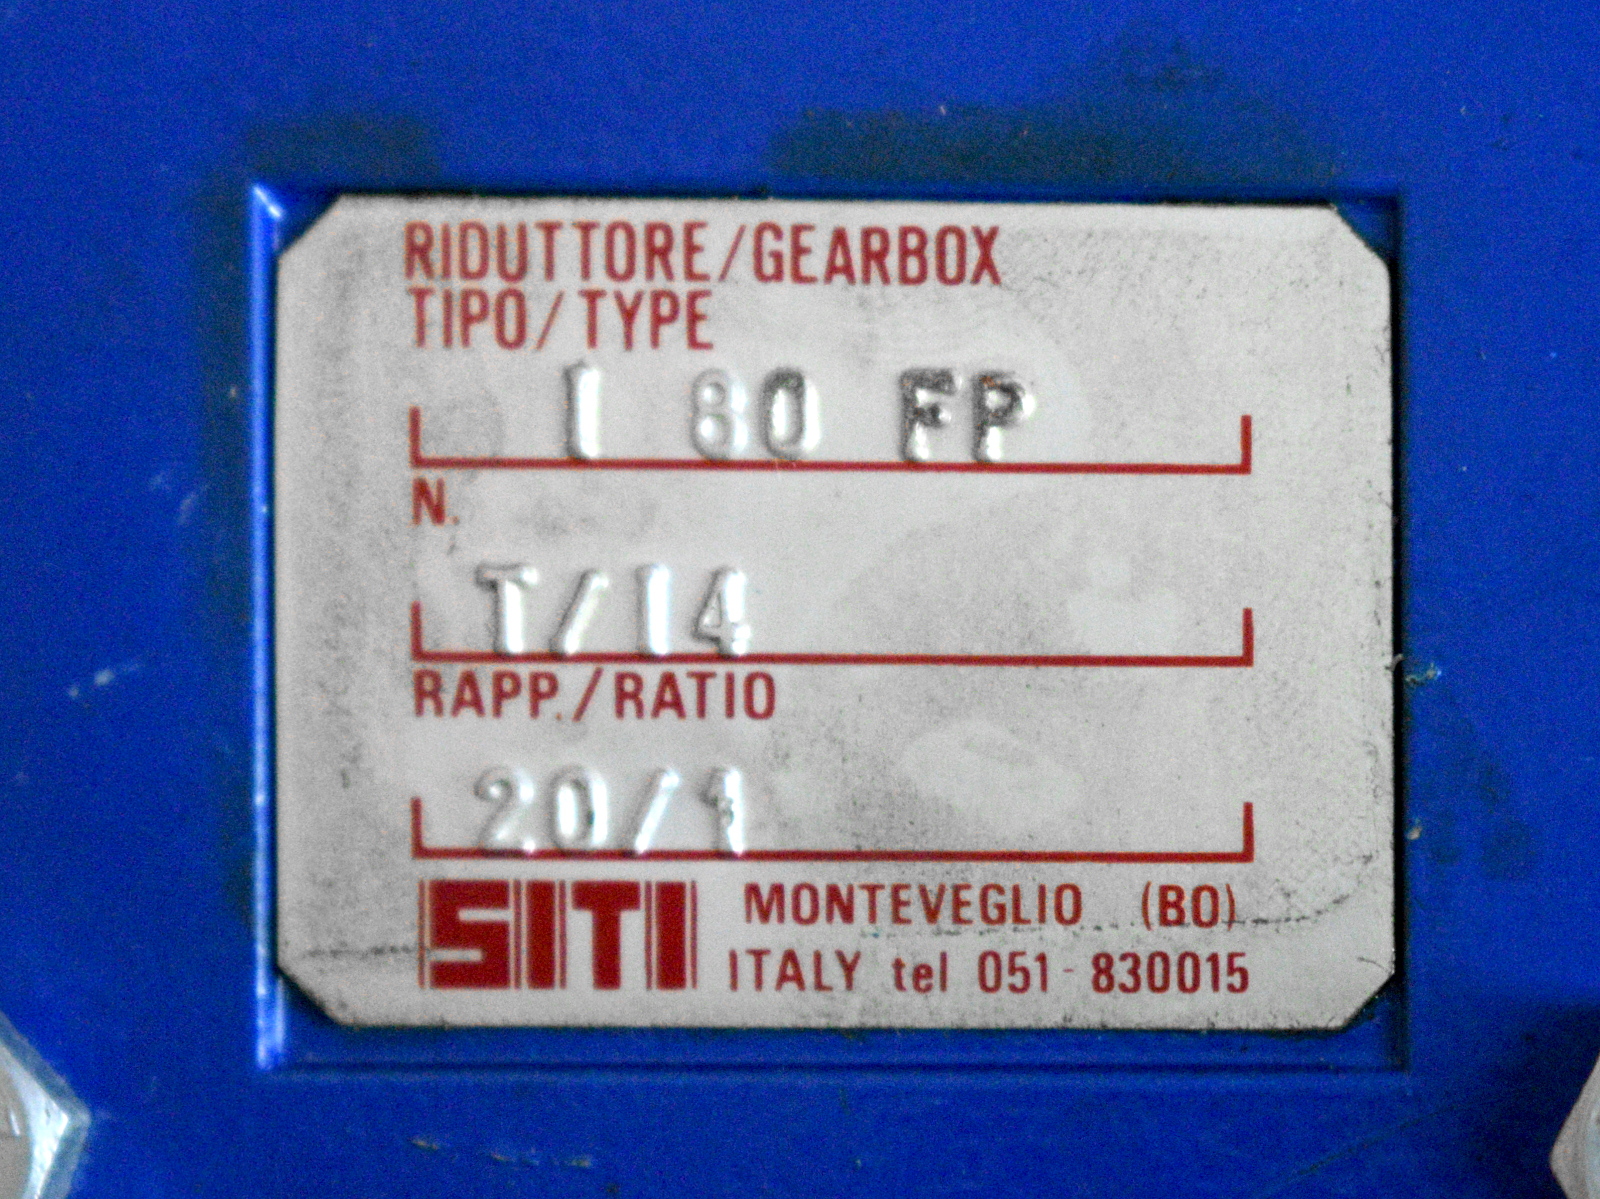 RIDUTTORE/GEARBOX
TIPO/TYPE
I 80 FP
N.
T/14
RAPP./RATIO
20/1
SITI MONTEVEGLIO (BO)
ITALY tel 051-830015